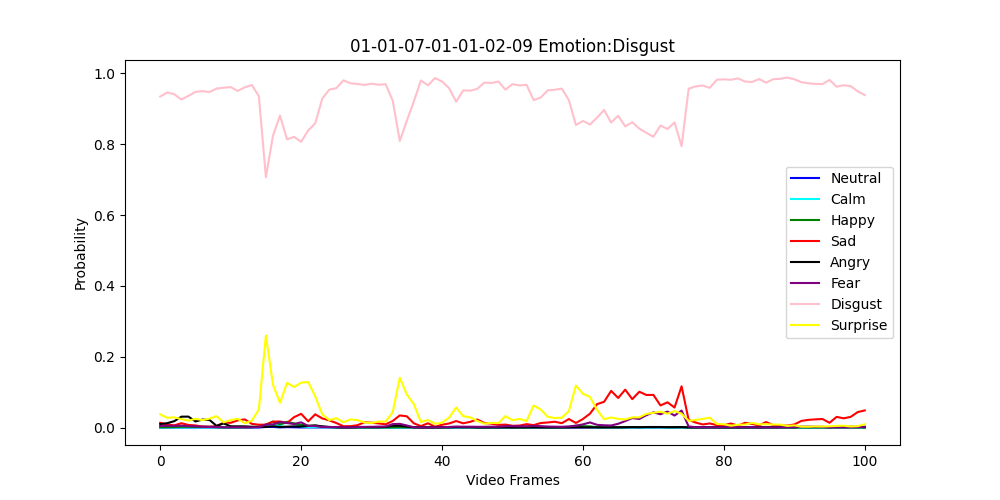 01-01-07-01-01-02-09 Emotion:Disgust
Probability
1.0
0.8
0.6
0.4
0.2
0.0
Neutral
Calm
Happy
Sad
Angry
Fear
Disgust
Surprise
0 20 40 60 80 100
Video Frames